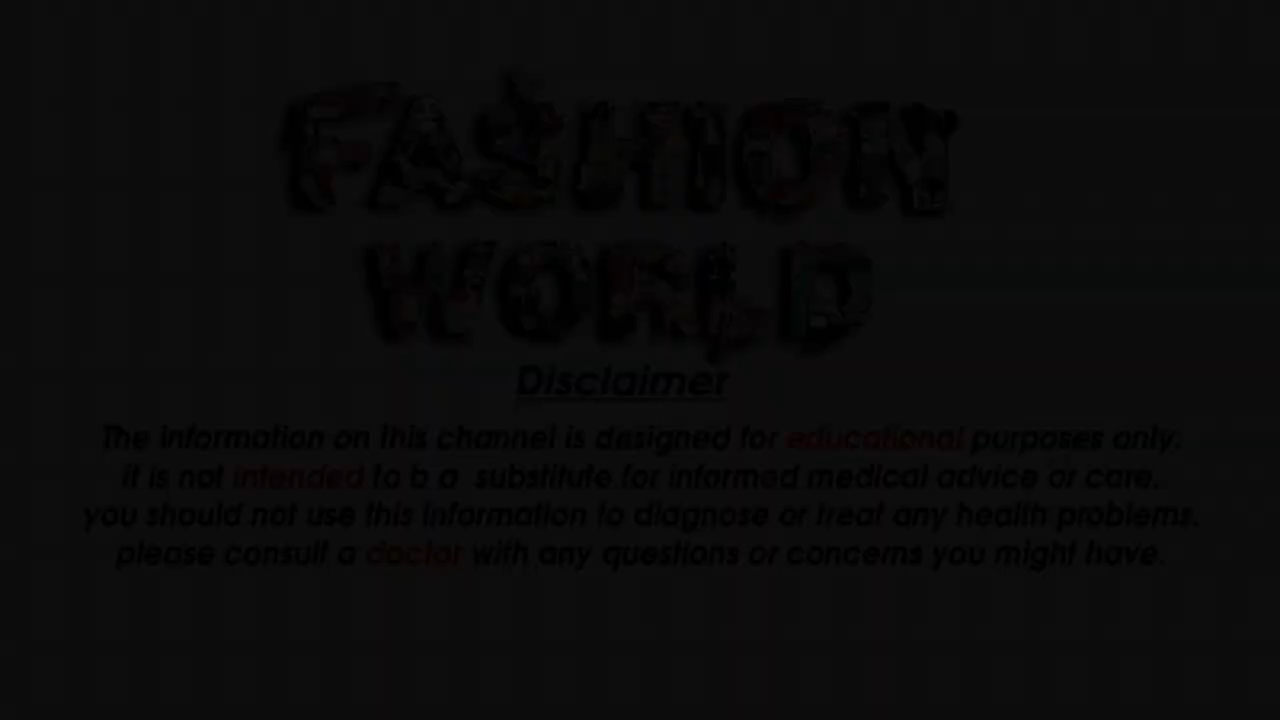 FASHION
WORLD
Disclaimer
The information on this channel is designed for educational purposes only.
it is not intended to b a substitute for informed medical advice or care.
you should not use this information to diagnose or treat any health problems.
please consult a doctor with any questions or concerns you might have.